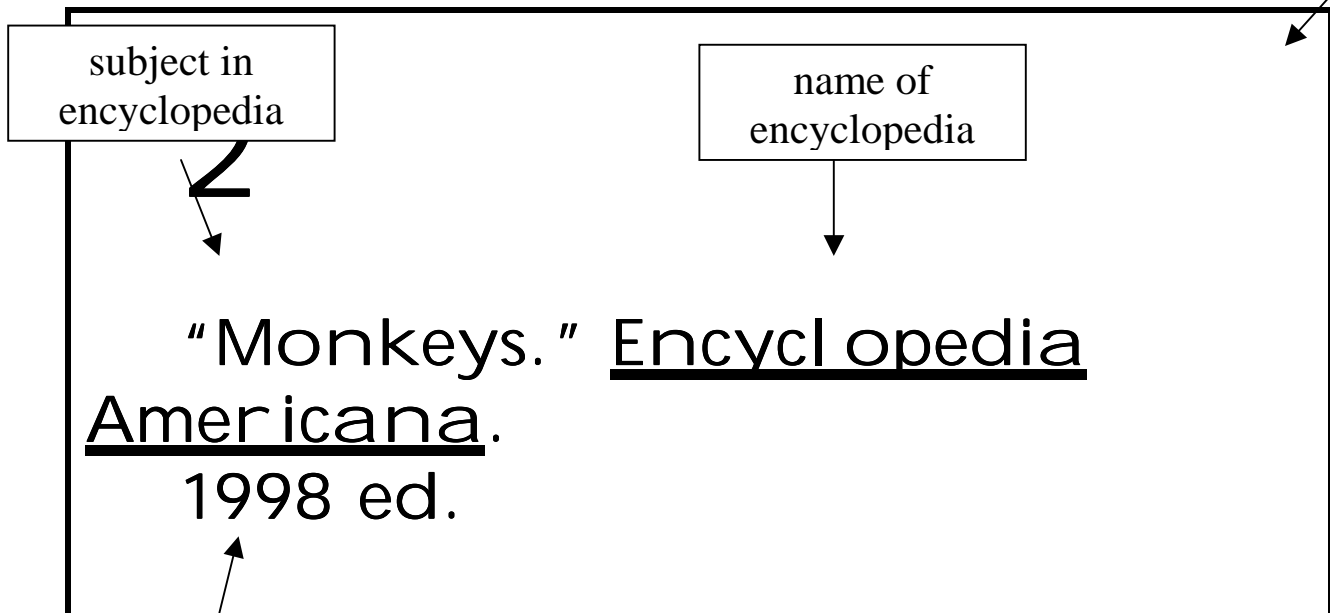 subject in
encyclopedia
name of
encyclopedia
2
"Monkeys." Encyclopedia
Americana.
1998 ed.